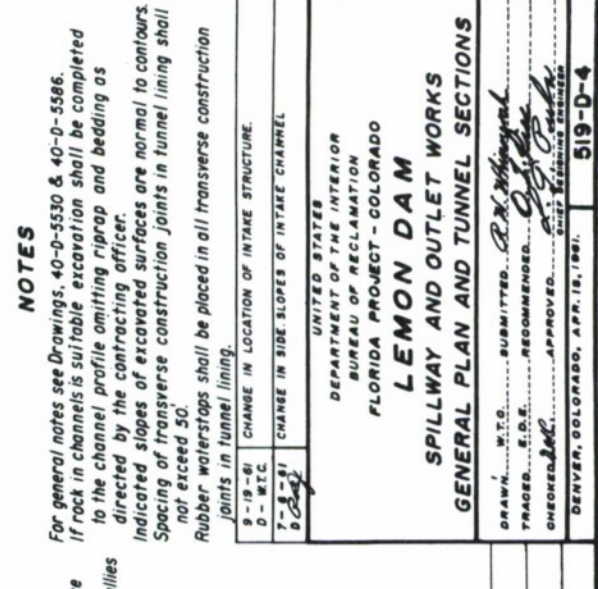 NOTES
For general notes see Drawings, 40-D-5530 & 40-D-5586.
If rock in channels is suitable excavation shall be completed
to the channel profile omitting riprap and bedding as
directed by the contracting officer.
Indicated slopes of excavated surfaces are normal to contours.
Spacing of transverse construction joints in tunnel lining shall
not exceed 50'.
Rubber waterstops shall be placed in all transverse construction
joints in tunnel lining.
llies
9-19-61 CHANGE IN LOCATION OF INTAKE STRUCTURE.
D - W.T.C.
7-6-61 CHANGE IN SIDE SLOPES OF INTAKE CHANNEL
D
UNITED STATES
DEPARTMENT OF THE INTERIOR
BUREAU OF RECLAMATION
FLORIDA PROJECT - COLORADO
LEMON DAM
SPILLWAY AND OUTLET WORKS
GENERAL PLAN AND TUNNEL SECTIONS
DRAWN W.T.C. SUBMITTED
TRACED E.D.E. RECOMMENDED
CHECKED APPROVED
CHIEF DESIGNING ENGINEER
DENVER, COLORADO, APR. 18, 1961.
519-D-4